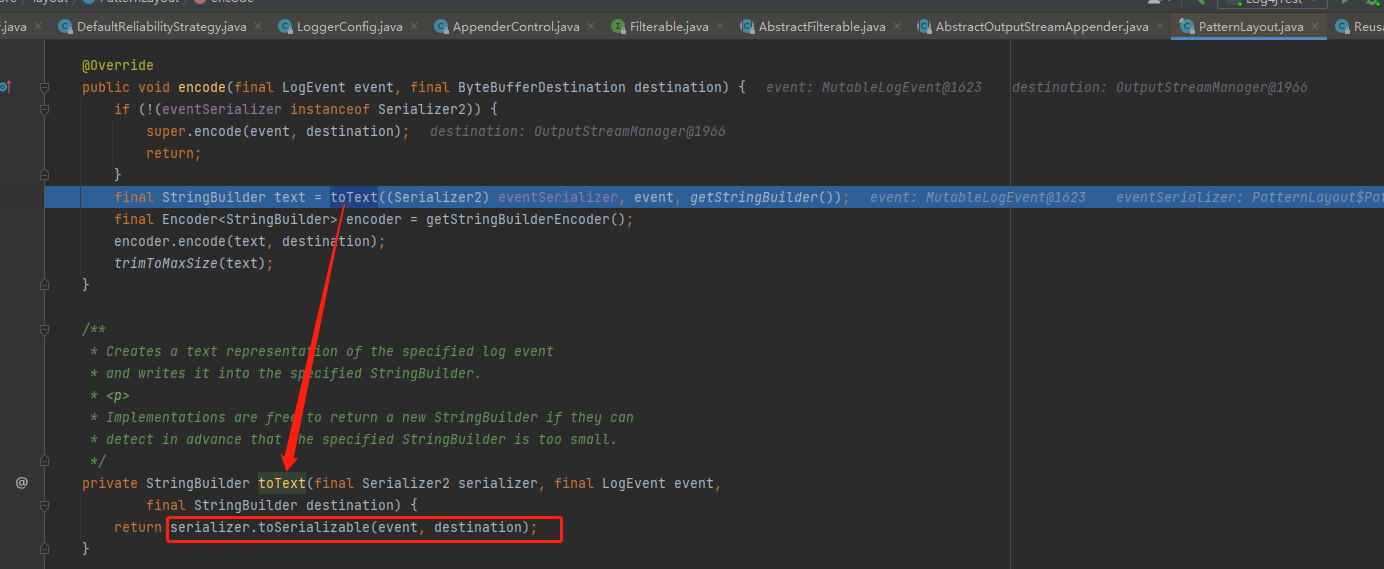 layout PatternLayout encode Log4jTest
r.java DefaultReliabilityStrategy.java LoggerConfig.java AppenderControl.java Filterable.java AbstractFilterable.java AbstractOutputStreamAppender.java PatternLayout.java Reusa
@Override
public void encode(final LogEvent event, final ByteBufferDestination destination) { event: MutableLogEvent@1623 destination: OutputStreamManager@1966
if (!(eventSerializer instanceof Serializer2)) {
super.encode(event, destination); destination: OutputStreamManager@1966
return;
}
final StringBuilder text = toText((Serializer2) eventSerializer, event, getStringBuilder()); event: MutableLogEvent@1623 eventSerializer: PatternLayout$Pat
final Encoder<StringBuilder> encoder = getStringBuilderEncoder();
encoder.encode(text, destination);
trimToMaxSize(text);
}
/**
* Creates a text representation of the specified log event
* and writes it into the specified StringBuilder.
* <p>
* Implementations are free to return a new StringBuilder if they can
* detect in advance that the specified StringBuilder is too small.
*/
@ private StringBuilder toText(final Serializer2 serializer, final LogEvent event,
final StringBuilder destination) {
return serializer.toSerializable(event, destination);
}